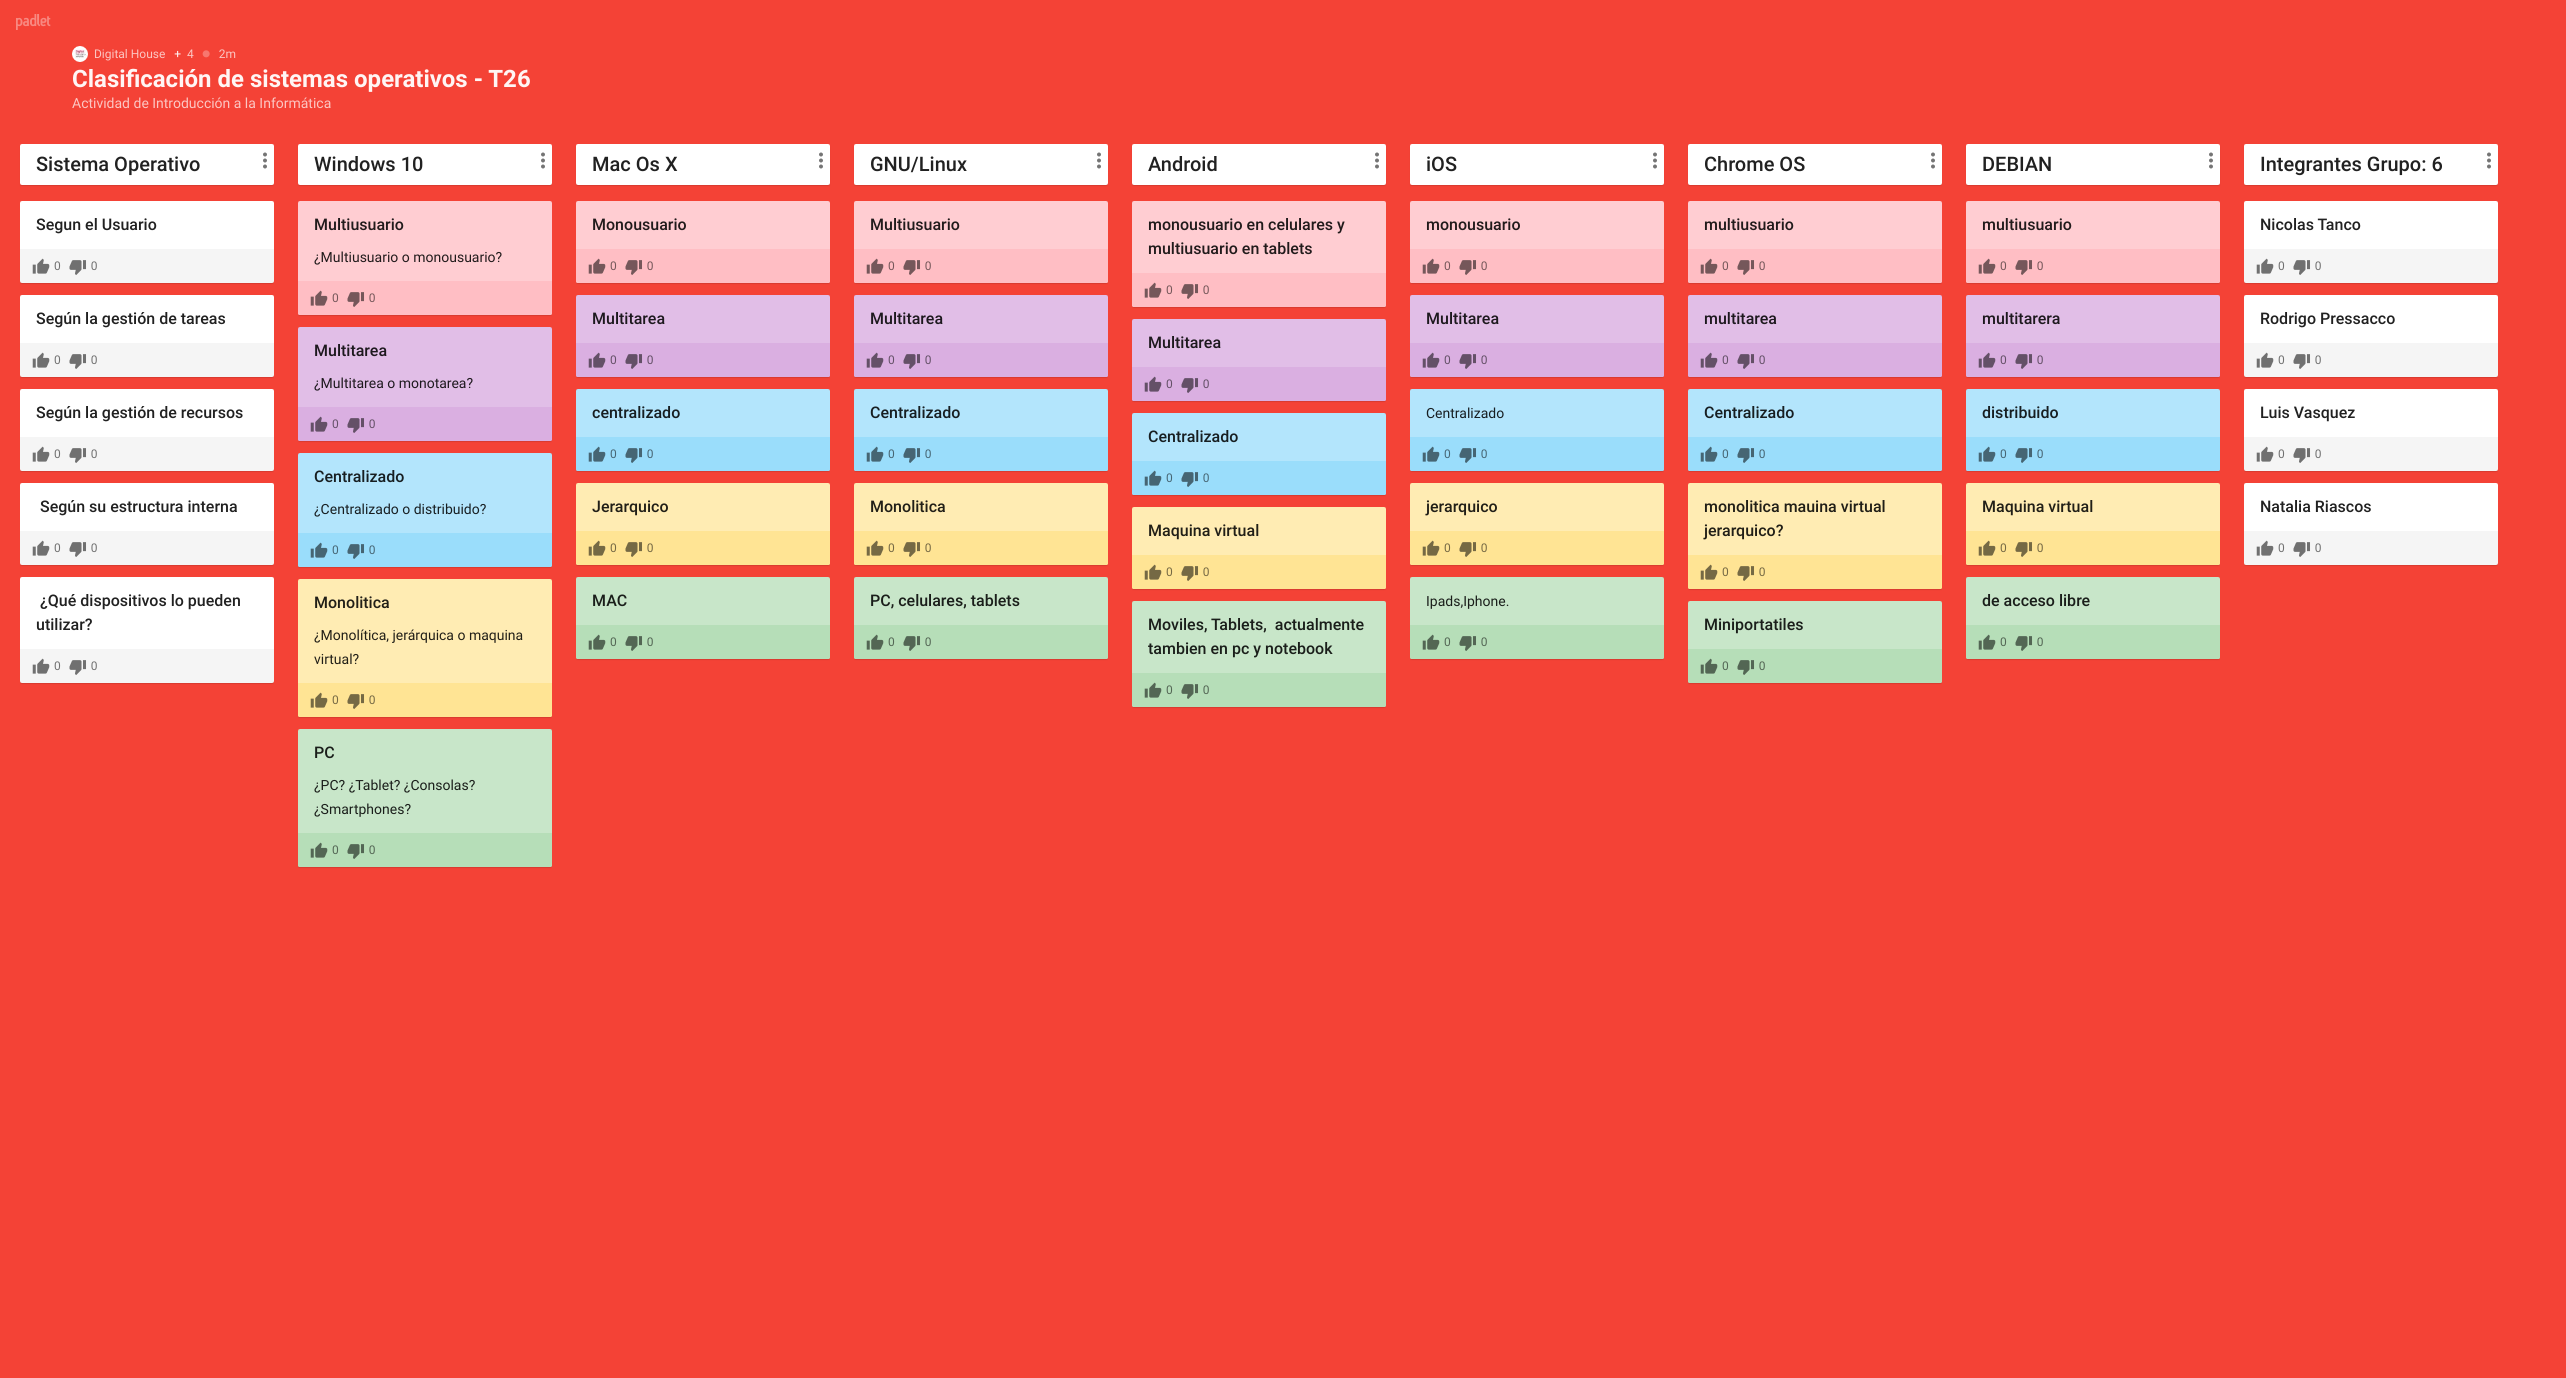 padlet
Digital House + 4 2m
Clasificación de sistemas operativos - T26
Actividad de Introducción a la Informática
Sistema Operativo
Segun el Usuario
0 0
Según la gestión de tareas
0 0
Según la gestión de recursos
0 0
Según su estructura interna
0 0
¿Qué dispositivos lo pueden
utilizar?
0 0
Windows 10
Multiusuario
¿Multiusuario o monousuario?
0 0
Multitarea
¿Multitarea o monotarea?
0 0
Centralizado
¿Centralizado o distribuido?
0 0
Monolitica
¿Monolítica, jerárquica o maquina
virtual?
0 0
PC
¿PC? ¿Tablet? ¿Consolas?
¿Smartphones?
0 0
Mac Os X
Monousuario
0 0
Multitarea
0 0
centralizado
0 0
Jerarquico
0 0
MAC
0 0
GNU/Linux
Multiusuario
0 0
Multitarea
0 0
Centralizado
0 0
Monolitica
0 0
PC, celulares, tablets
0 0
Android
monousuario en celulares y
multiusuario en tablets
0 0
Multitarea
0 0
Centralizado
0 0
Maquina virtual
0 0
Moviles, Tablets, actualmente
tambien en pc y notebook
0 0
iOS
monousuario
0 0
Multitarea
0 0
Centralizado
0 0
jerarquico
0 0
Ipads,Iphone.
0 0
Chrome OS
multiusuario
0 0
multitarea
0 0
Centralizado
0 0
monolitica mauina virtual
jerarquico?
0 0
Miniportatiles
0 0
DEBIAN
multiusuario
0 0
multitarera
0 0
distribuido
0 0
Maquina virtual
0 0
de acceso libre
0 0
Integrantes Grupo: 6
Nicolas Tanco
0 0
Rodrigo Pressacco
0 0
Luis Vasquez
0 0
Natalia Riascos
0 0